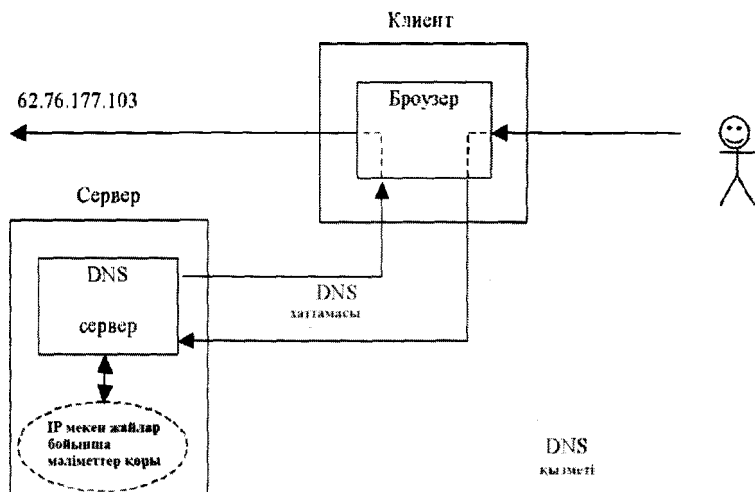 Клиент
62.76.177.103
Броузер
Сервер
DNS
сервер
DNS
хаттамасы
IP мекен жайлар
бойынша
мәліметтер қоры
DNS
қызметі